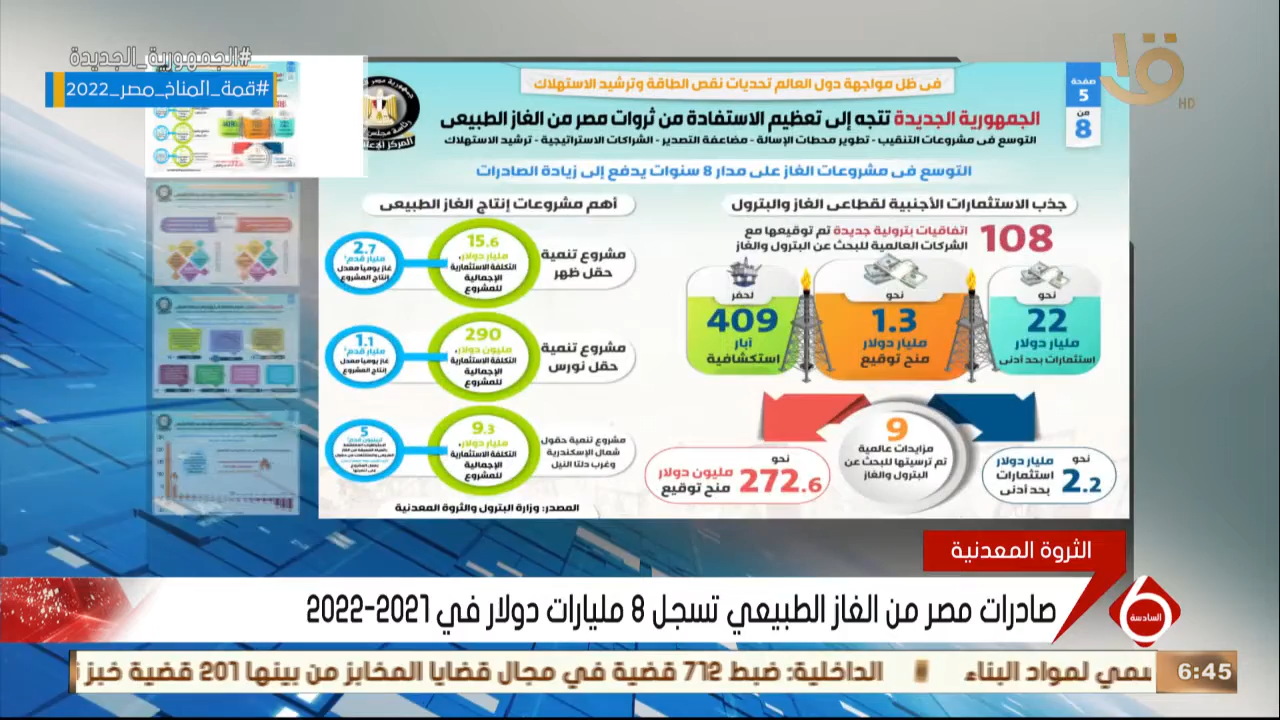 #الجمهورية_الجديدة
#قمة_المناخ_مصر_2022
HD
صفحة
5
من
8
فى ظل مواجهة دول العالم تحديات نقص الطاقة وترشيد الاستهلاك
الجمهورية الجديدة تتجه إلى تعظيم الاستفادة من ثروات مصر من الغاز الطبيعى
التوسع فى مشروعات التنقيب - تطوير محطات الإسالة - مضاعفة التصدير - الشراكات الاستراتيجية - ترشيد الاستهلاك
التوسع فى مشروعات الغاز على مدار 8 سنوات يدفع إلى زيادة الصادرات
جذب الاستثمارات الأجنبية لقطاعى الغاز والبترول
108
اتفاقيات بترولية جديدة تم توقيعها مع
الشركات العالمية للبحث عن البترول والغاز
نحو
22
مليار دولار
استثمارات بحد أدنى
نحو
1.3
مليار دولار
منح توقيع
لحفر
409
آبار
استكشافية
9
مزايدات عالمية
تم ترسيتها للبحث عن
البترول والغاز
نحو
2.2
مليار دولار
استثمارات
بحد أدنى
نحو
272.6
مليون دولار
منح توقيع
أهم مشروعات إنتاج الغاز الطبيعى
مشروع تنمية
حقل ظهر
15.6
مليار دولار،
التكلفة الاستثمارية
الإجمالية
للمشروع
2.7
مليار قدم³
غاز يومياً معدل
إنتاج المشروع
مشروع تنمية
حقل نورس
290
مليون دولار،
التكلفة الاستثمارية
الإجمالية
للمشروع
1.1
مليار قدم³
غاز يومياً معدل
إنتاج المشروع
مشروع تنمية حقول
شمال الإسكندرية
وغرب دلتا النيل
9.3
مليار دولار،
التكلفة الاستثمارية
الإجمالية
للمشروع
5
المصدر: وزارة البترول والثروة المعدنية
الثروة المعدنية
صادرات مصر من الغاز الطبيعي تسجل 8 مليارات دولار في 2021-2022
السادسة
سمي لمواد البناء
الداخلية: ضبط 712 قضية في مجال قضايا المخابز من بينها 201 قضية خبز
6:45